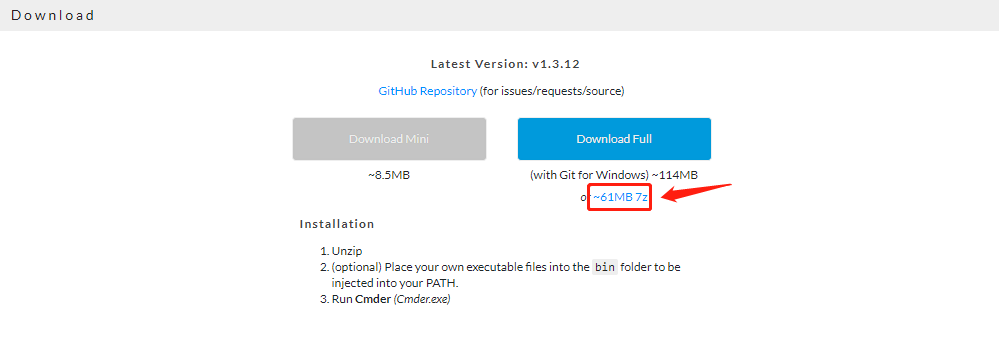 Download
Latest Version: v1.3.12
GitHub Repository (for issues/requests/source)
Download Mini
Download Full
~8.5MB
(with Git for Windows) ~114MB
or ~61MB 7z
Installation
1. Unzip
2. (optional) Place your own executable files into the bin folder to be
injected into your PATH.
3. Run Cmder (Cmder.exe)